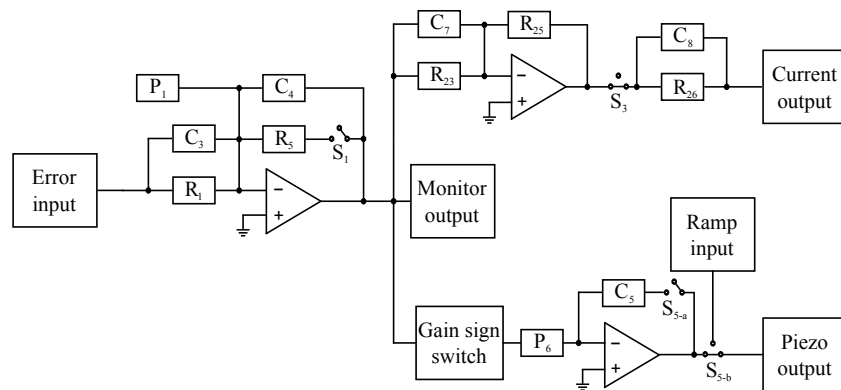 C₇
R₂₅
C₈
P₁
C₄
R₂₃
−
+
S₃
R₂₆
Current
output
C₃
R₅
S₁
Error
input
R₁
−
+
Monitor
output
Ramp
input
C₅
S₅₋ₐ
Gain sign
switch
P₆
−
+
S₅-b
Piezo
output